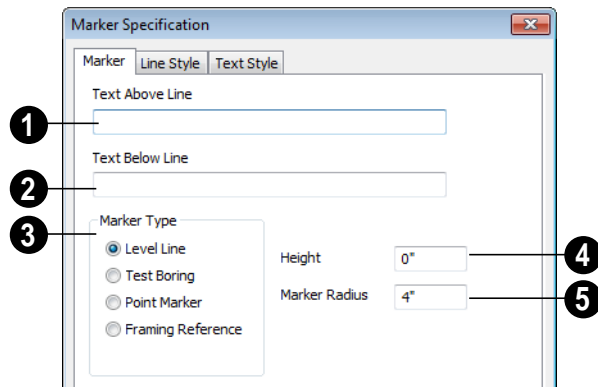 Marker Specification
Marker Line Style Text Style
Text Above Line
1
Text Below Line
2
3
Marker Type
Level Line
Test Boring
Point Marker
Framing Reference
Height 0" 4
Marker Radius 4" 5